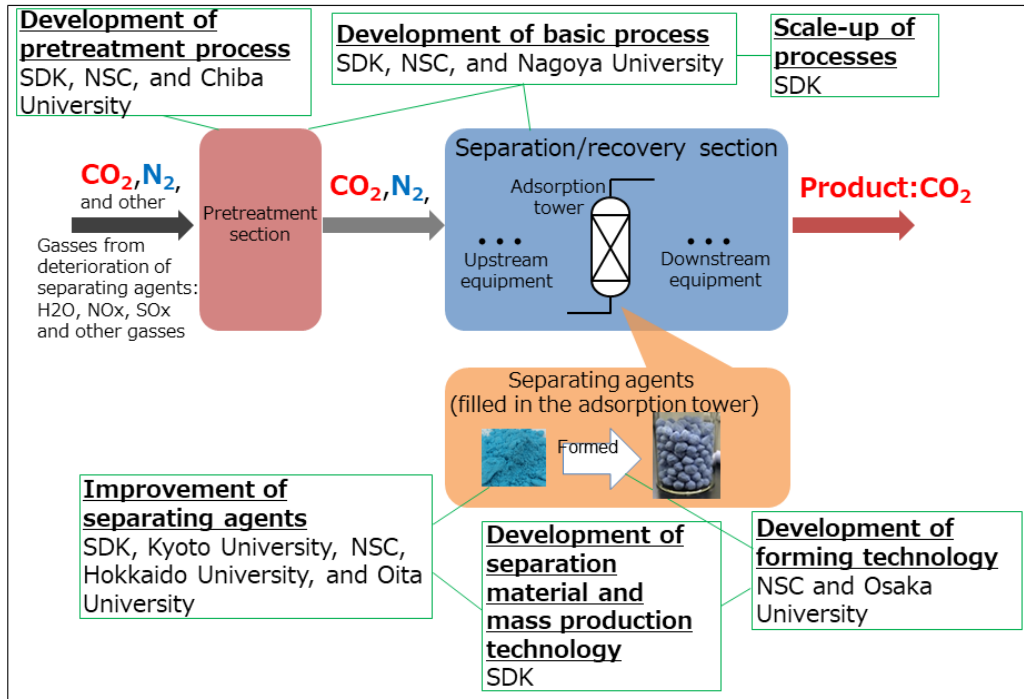 Development of
pretreatment process
SDK, NSC, and Chiba
University
Development of basic process
SDK, NSC, and Nagoya University
Scale-up of
processes
SDK
CO2,N2,
and other
Gasses from
deterioration of
separating agents:
H2O, NOx, SOx
and other gasses
Pretreatment
section
CO2,N2,
Separation/recovery section
Adsorption
tower
• • •
Upstream
equipment
• • •
Downstream
equipment
Product:CO2
Separating agents
(filled in the adsorption tower)
Formed
Improvement of
separating agents
SDK, Kyoto University, NSC,
Hokkaido University, and Oita
University
Development of
separation
material and
mass production
technology
SDK
Development of
forming technology
NSC and Osaka
University